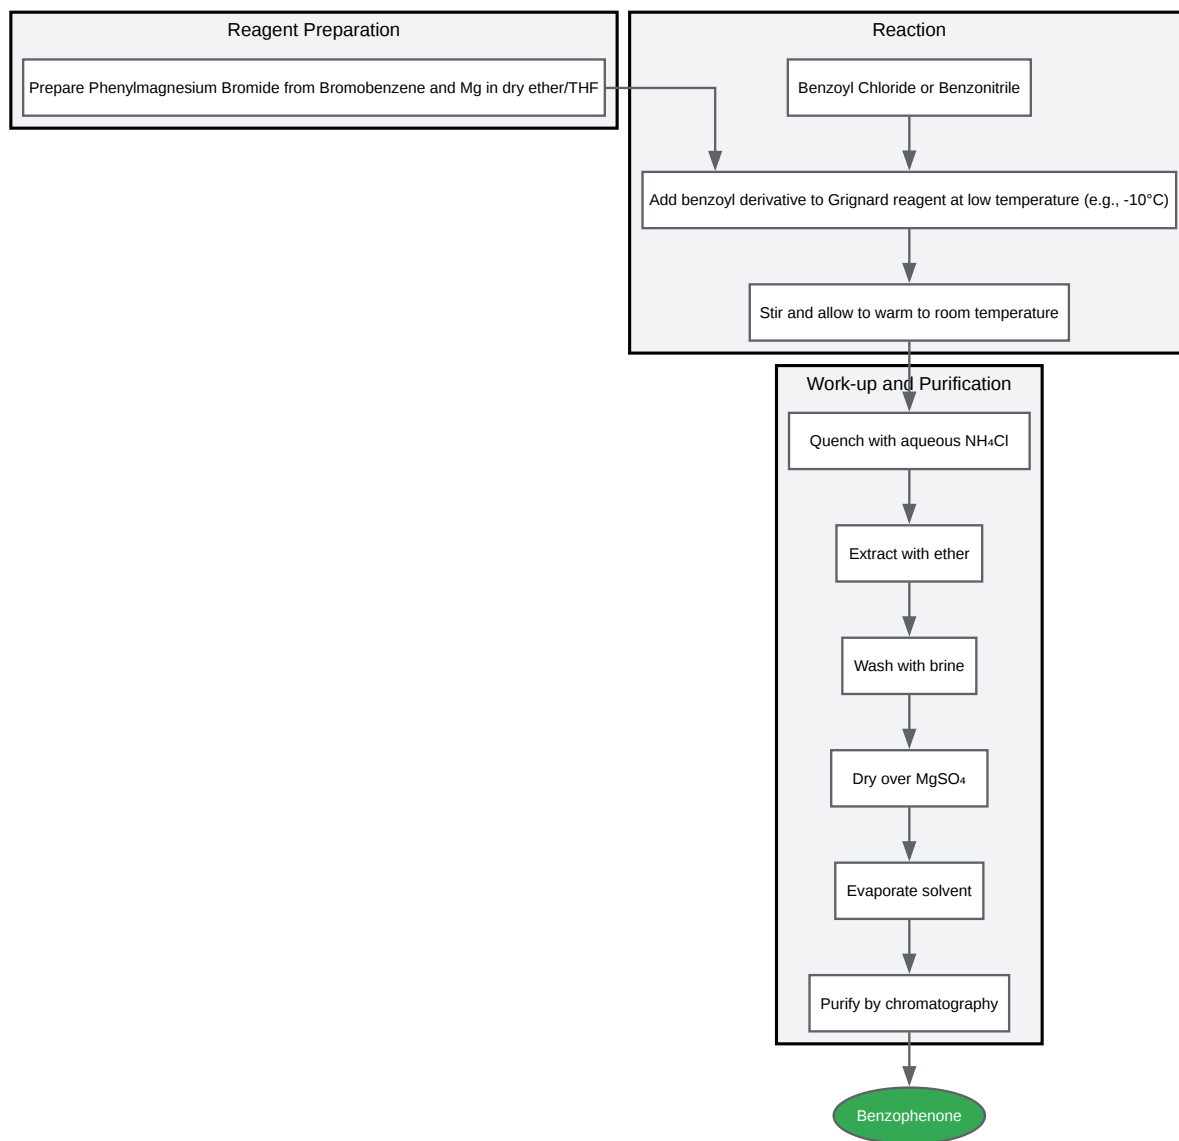 Reagent Preparation
Prepare Phenylmagnesium Bromide from Bromobenzene and Mg in dry ether/THF
Reaction
Benzoyl Chloride or Benzonitrile
Add benzoyl derivative to Grignard reagent at low temperature (e.g., -10°C)
Stir and allow to warm to room temperature
Work-up and Purification
Quench with aqueous NH₄Cl
Extract with ether
Wash with brine
Dry over MgSO₄
Evaporate solvent
Purify by chromatography
Benzophenone